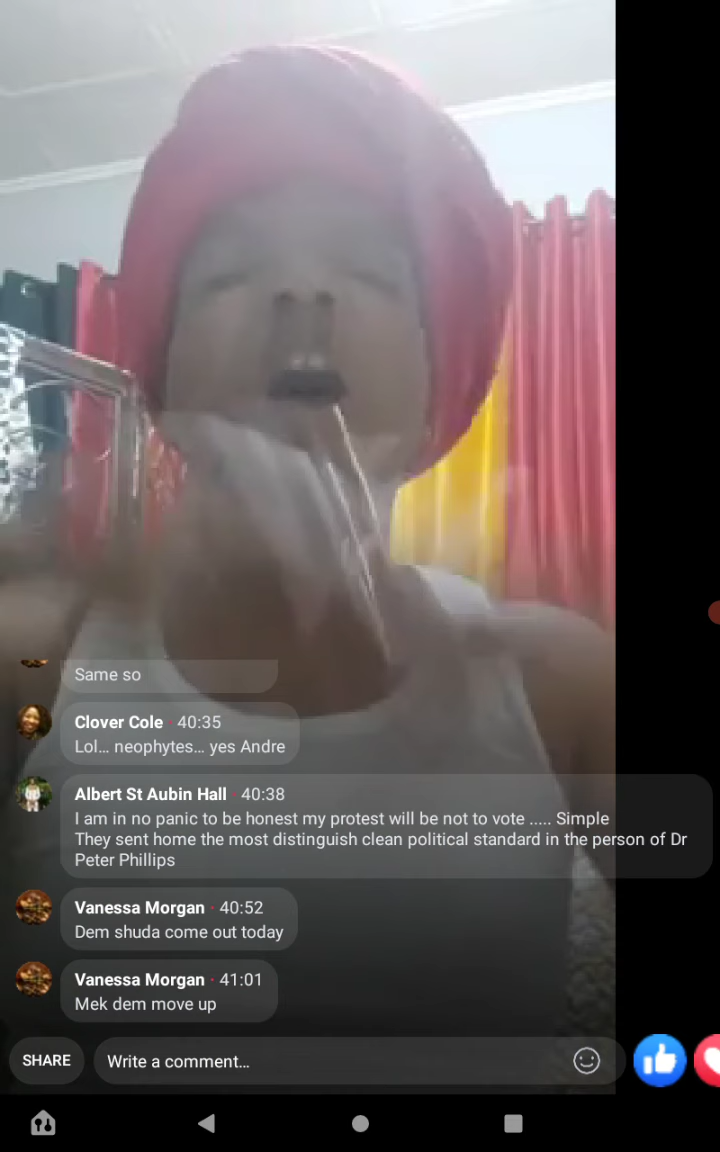 Same so
Clover Cole · 40:35
Lol... neophytes... yes Andre
Albert St Aubin Hall · 40:38
I am in no panic to be honest my protest will be not to vote ..... Simple
They sent home the most distinguish clean political standard in the person of Dr
Peter Phillips
Vanessa Morgan · 40:52
Dem shuda come out today
Vanessa Morgan · 41:01
Mek dem move up
SHARE
Write a comment...